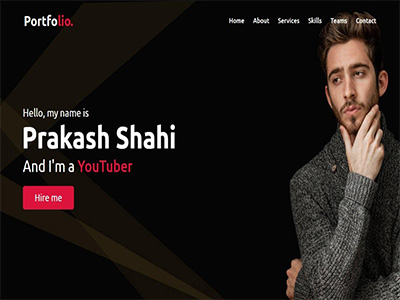 Portfolio.
Home About Services Skills Teams Contact
Hello, my name is
Prakash Shahi
And I'm a YouTuber
Hire me